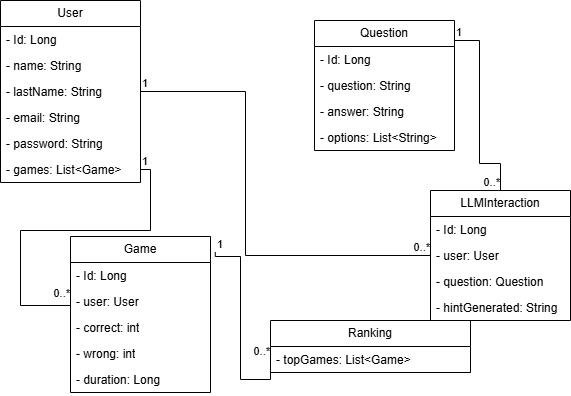 User
- Id: Long
- name: String
- lastName: String
- email: String
- password: String
- games: List<Game>
1
1
Question
- Id: Long
- question: String
- answer: String
- options: List<String>
1
0..*
LLMInteraction
- Id: Long
- user: User
- question: Question
- hintGenerated: String
0..*
Game
- Id: Long
- user: User
- correct: int
- wrong: int
- duration: Long
0..*
1
Ranking
- topGames: List<Game>
0..*